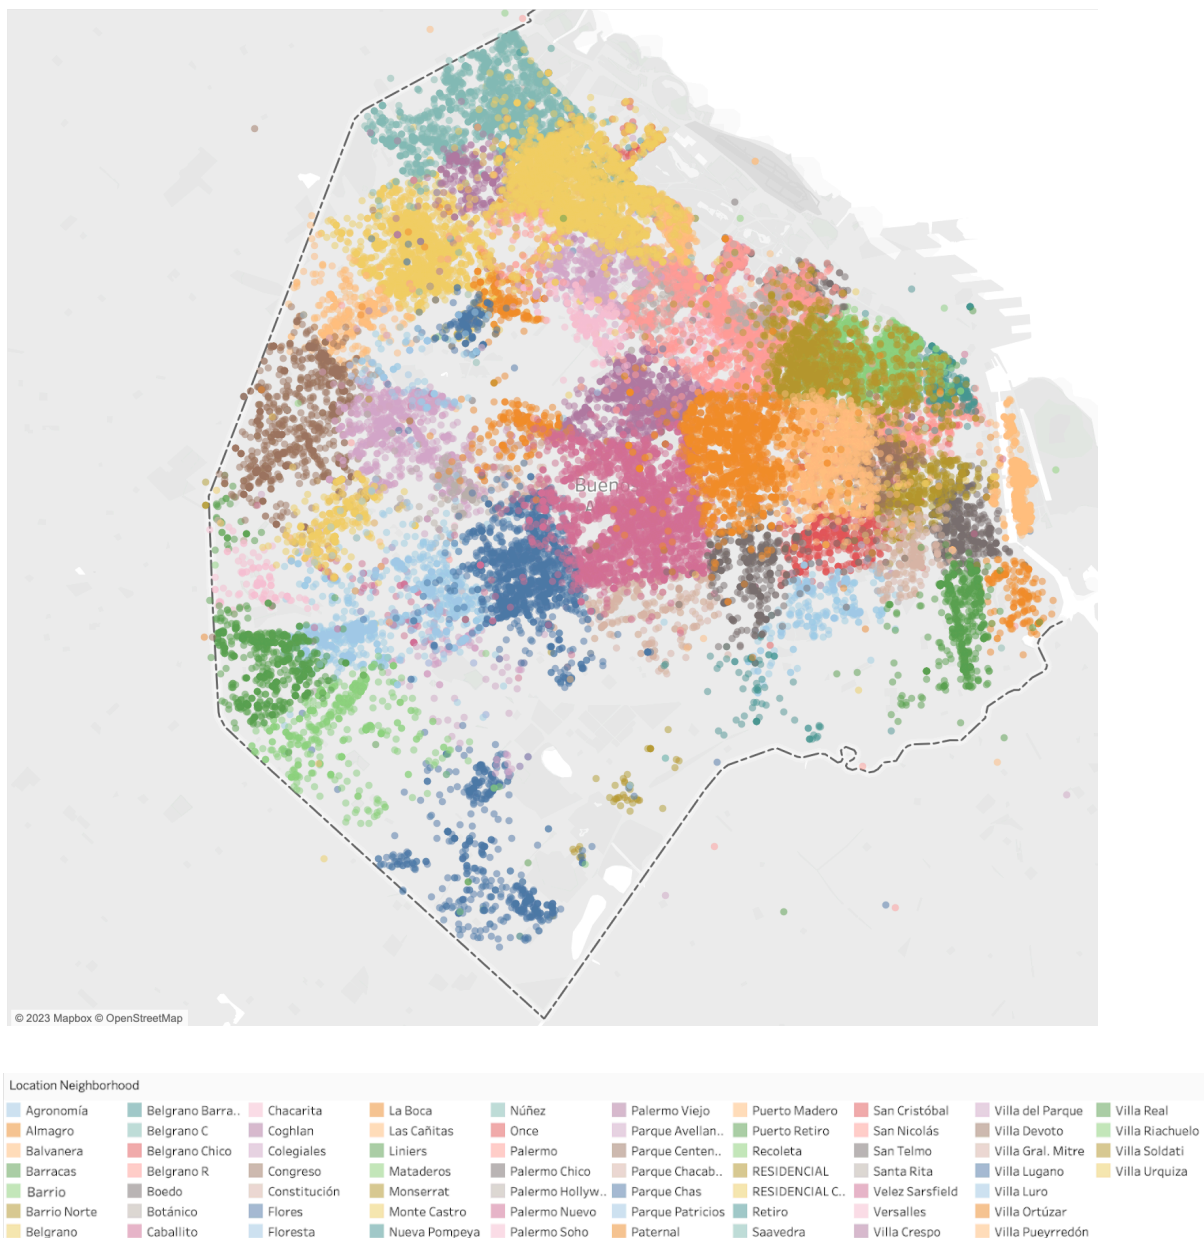 Bueno
A
© 2023 Mapbox © OpenStreetMap
Location Neighborhood
Agronomía Belgrano Barra.. Chacarita La Boca Núñez Palermo Viejo Puerto Madero San Cristóbal Villa del Parque Villa Real
Almagro Belgrano C Coghlan Las Cañitas Once Parque Avellan.. Puerto Retiro San Nicolás Villa Devoto Villa Riachuelo
Balvanera Belgrano Chico Colegiales Liniers Palermo Parque Centen.. Recoleta San Telmo Villa Gral. Mitre Villa Soldati
Barracas Belgrano R Congreso Mataderos Palermo Chico Parque Chacab.. RESIDENCIAL Santa Rita Villa Lugano Villa Urquiza
Barrio Boedo Constitución Monserrat Palermo Hollyw.. Parque Chas RESIDENCIAL C.. Velez Sarsfield Villa Luro
Barrio Norte Botánico Flores Monte Castro Palermo Nuevo Parque Patricios Retiro Versalles Villa Ortúzar
Belgrano Caballito Floresta Nueva Pompeya Palermo Soho Paternal Saavedra Villa Crespo Villa Pueyrredón